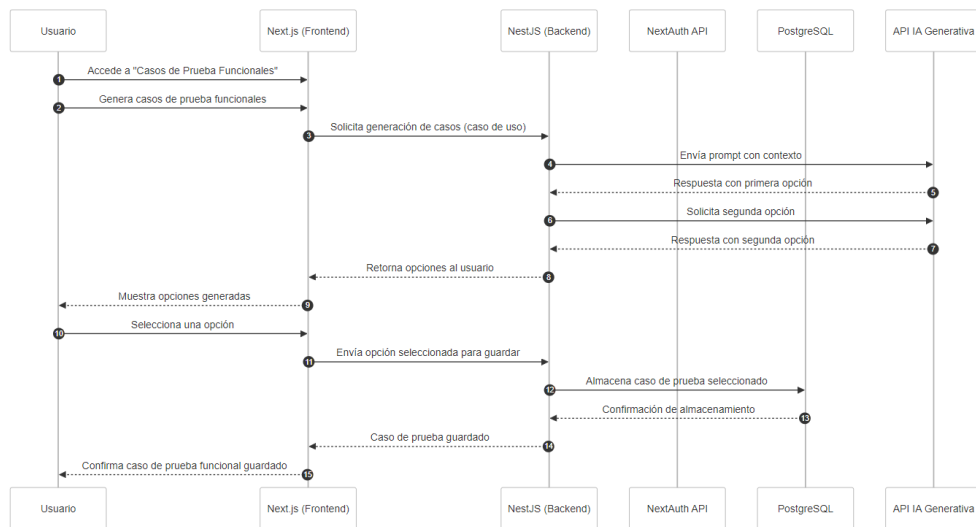 Usuario
Next.js (Frontend)
NestJS (Backend)
NextAuth API
PostgreSQL
API IA Generativa
1 Accede a "Casos de Prueba Funcionales"
2 Genera casos de prueba funcionales
3 Solicita generación de casos (caso de uso)
4 Envía prompt con contexto
Respuesta con primera opción 5
6 Solicita segunda opción
Respuesta con segunda opción 7
Retorna opciones al usuario 8
Muestra opciones generadas 9
10 Selecciona una opción
11 Envía opción seleccionada para guardar
12 Almacena caso de prueba seleccionado
Confirmación de almacenamiento 13
Caso de prueba guardado 14
Confirma caso de prueba funcional guardado 15
Usuario
Next.js (Frontend)
NestJS (Backend)
NextAuth API
PostgreSQL
API IA Generativa